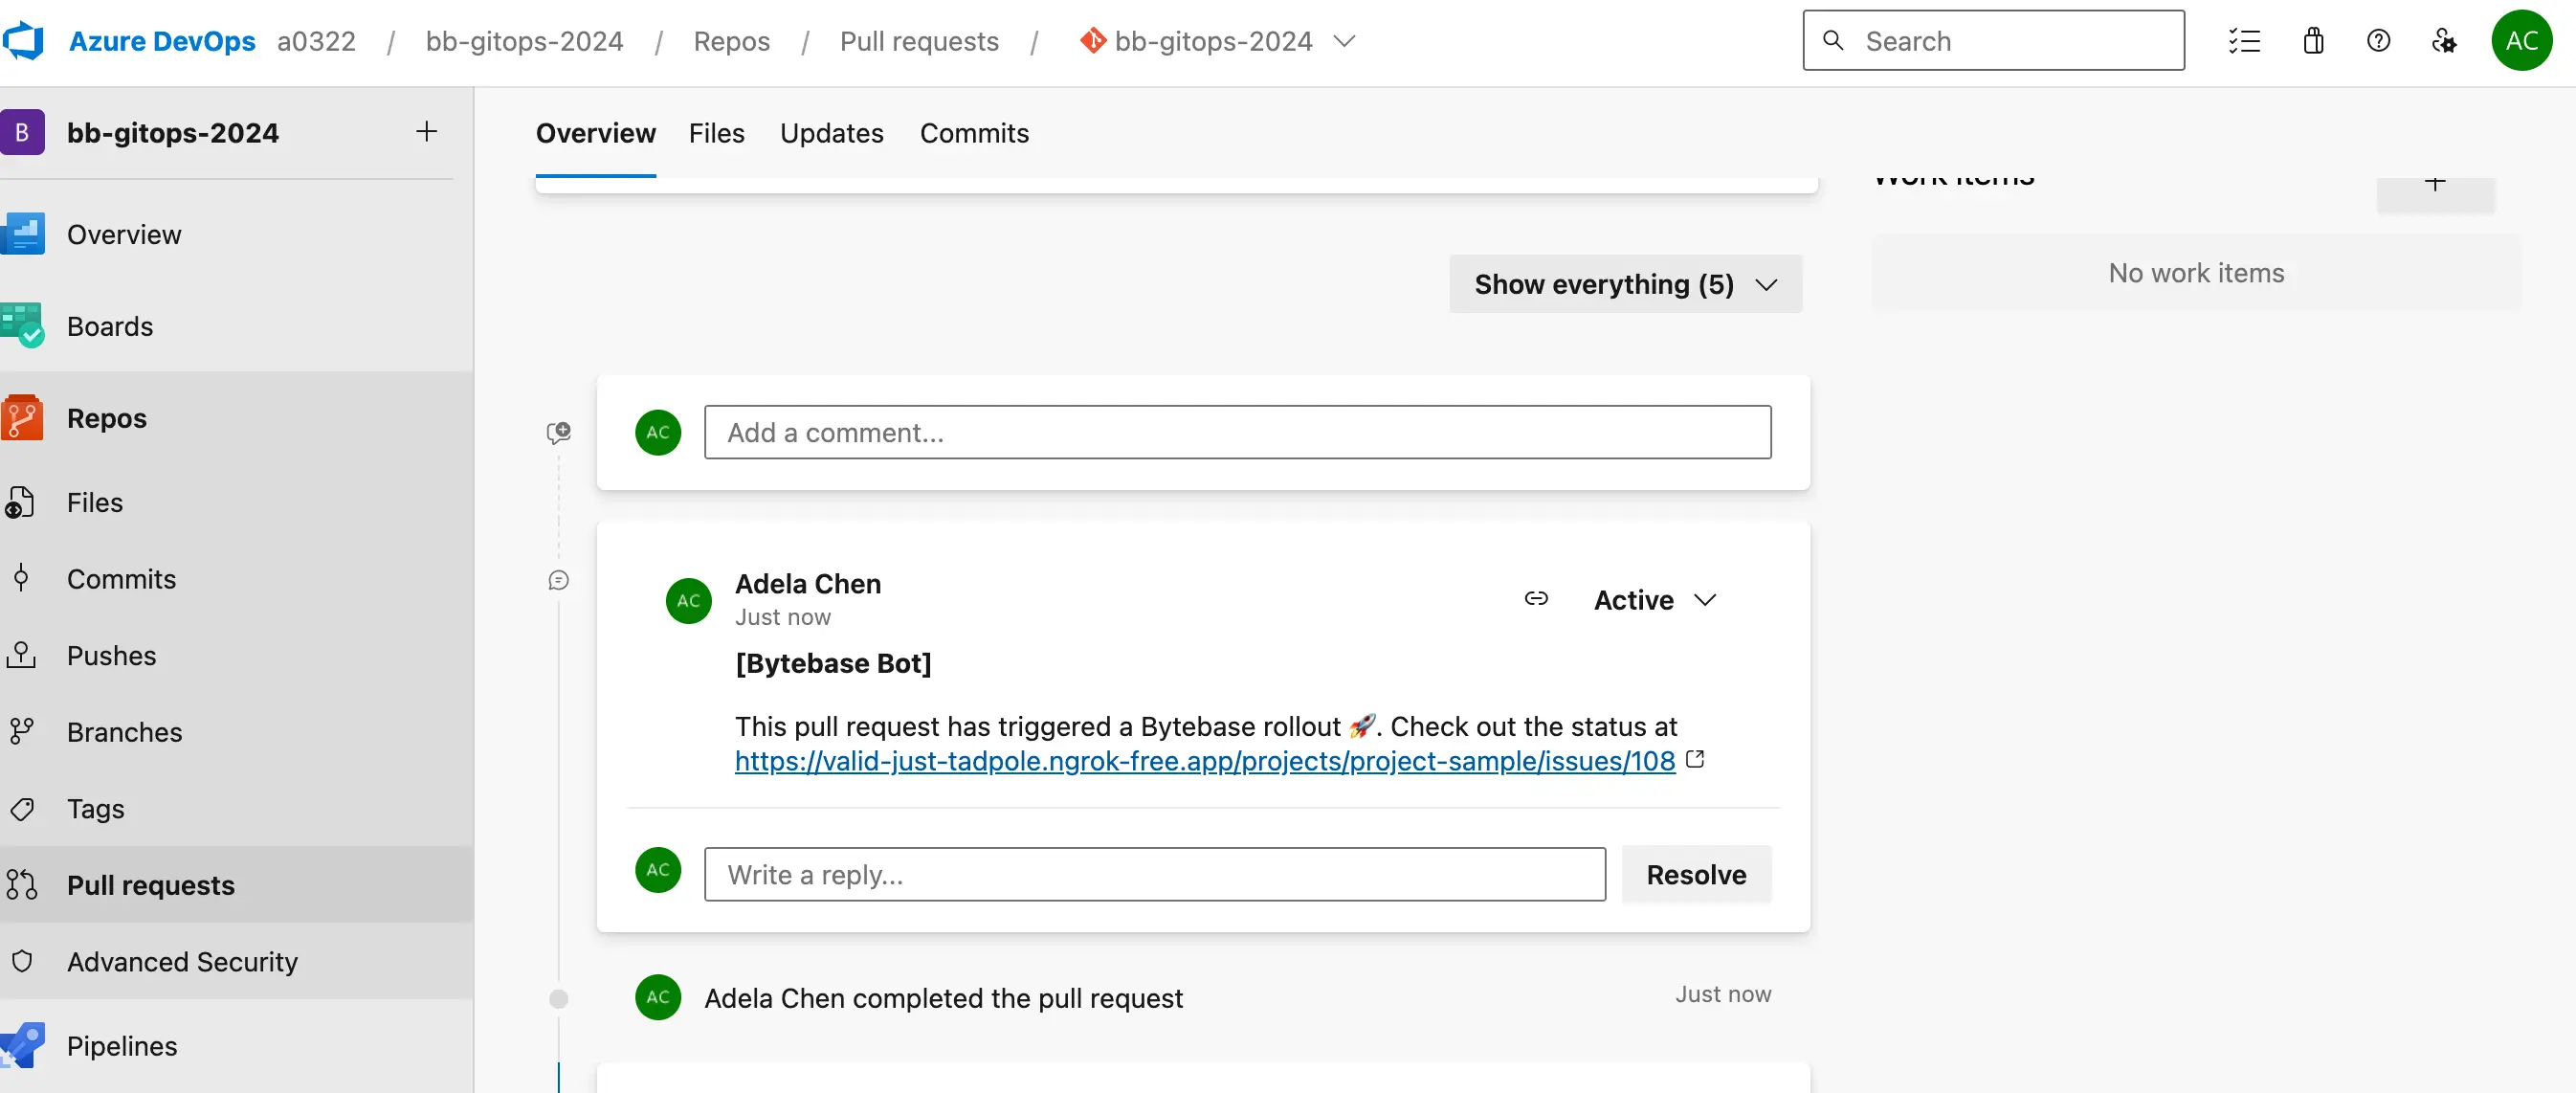 Azure DevOps a0322 / bb-gitops-2024 / Repos / Pull requests / bb-gitops-2024
Search
AC
B bb-gitops-2024
Overview
Boards
Repos
Files
Commits
Pushes
Branches
Tags
Pull requests
Advanced Security
Pipelines
Overview Files Updates Commits
Work items
No work items
Show everything (5)
AC Add a comment...
AC Adela Chen
Just now
Active
[Bytebase Bot]
This pull request has triggered a Bytebase rollout 🚀. Check out the status at
https://valid-just-tadpole.ngrok-free.app/projects/project-sample/issues/108
AC Write a reply...
Resolve
AC Adela Chen completed the pull request
Just now